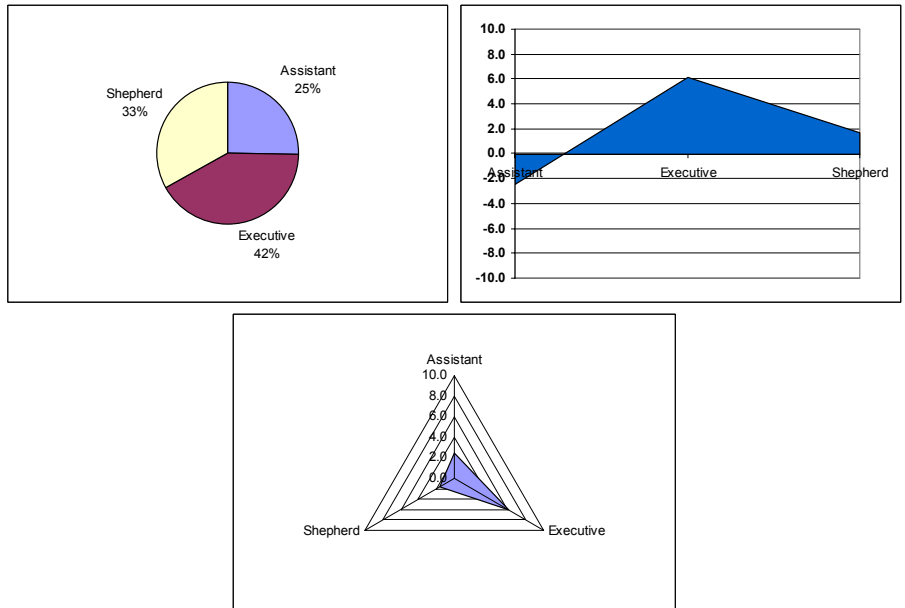 Assistant
25%
Shepherd
33%
Executive
42%
10.0
8.0
6.0
4.0
2.0
0.0
-2.0
-4.0
-6.0
-8.0
-10.0
Assistant
Executive
Shepherd
Assistant
10.0
8.0
6.0
4.0
2.0
0.0
Shepherd
Executive